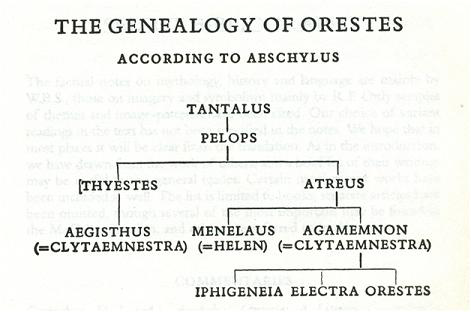 THE GENEALOGY OF ORESTES
ACCORDING TO AESCHYLUS
TANTALUS
PELOPS
THYESTES ATREUS
AEGISTHUS MENELAUS AGAMEMNON
(=CLYTAEMNESTRA) (=HELEN) (=CLYTAEMNESTRA)
IPHIGENEIA ELECTRA ORESTES